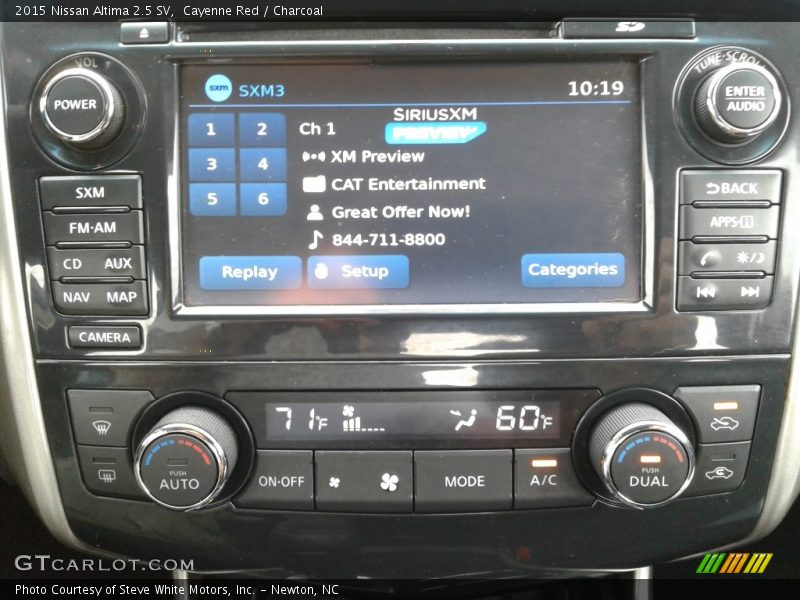 2015 Nissan Altima 2.5 SV,  Cayenne Red / Charcoal
VOL
POWER
SXM
FM·AM
CD AUX
NAV MAP
CAMERA
sxm SXM3 10:19
1 2
3 4
5 6
Ch 1
SIRIUSXM
PREVIEW
XM Preview
CAT Entertainment
Great Offer Now!
844-711-8800
Replay Setup Categories
TUNE·SCROLL
ENTER
AUDIO
BACK
APPS·i
71°F 60°F
PUSH
AUTO
ON·OFF
MODE
A/C
PUSH
DUAL
GTCARLOT.COM
Photo Courtesy of Steve White Motors, Inc. – Newton, NC